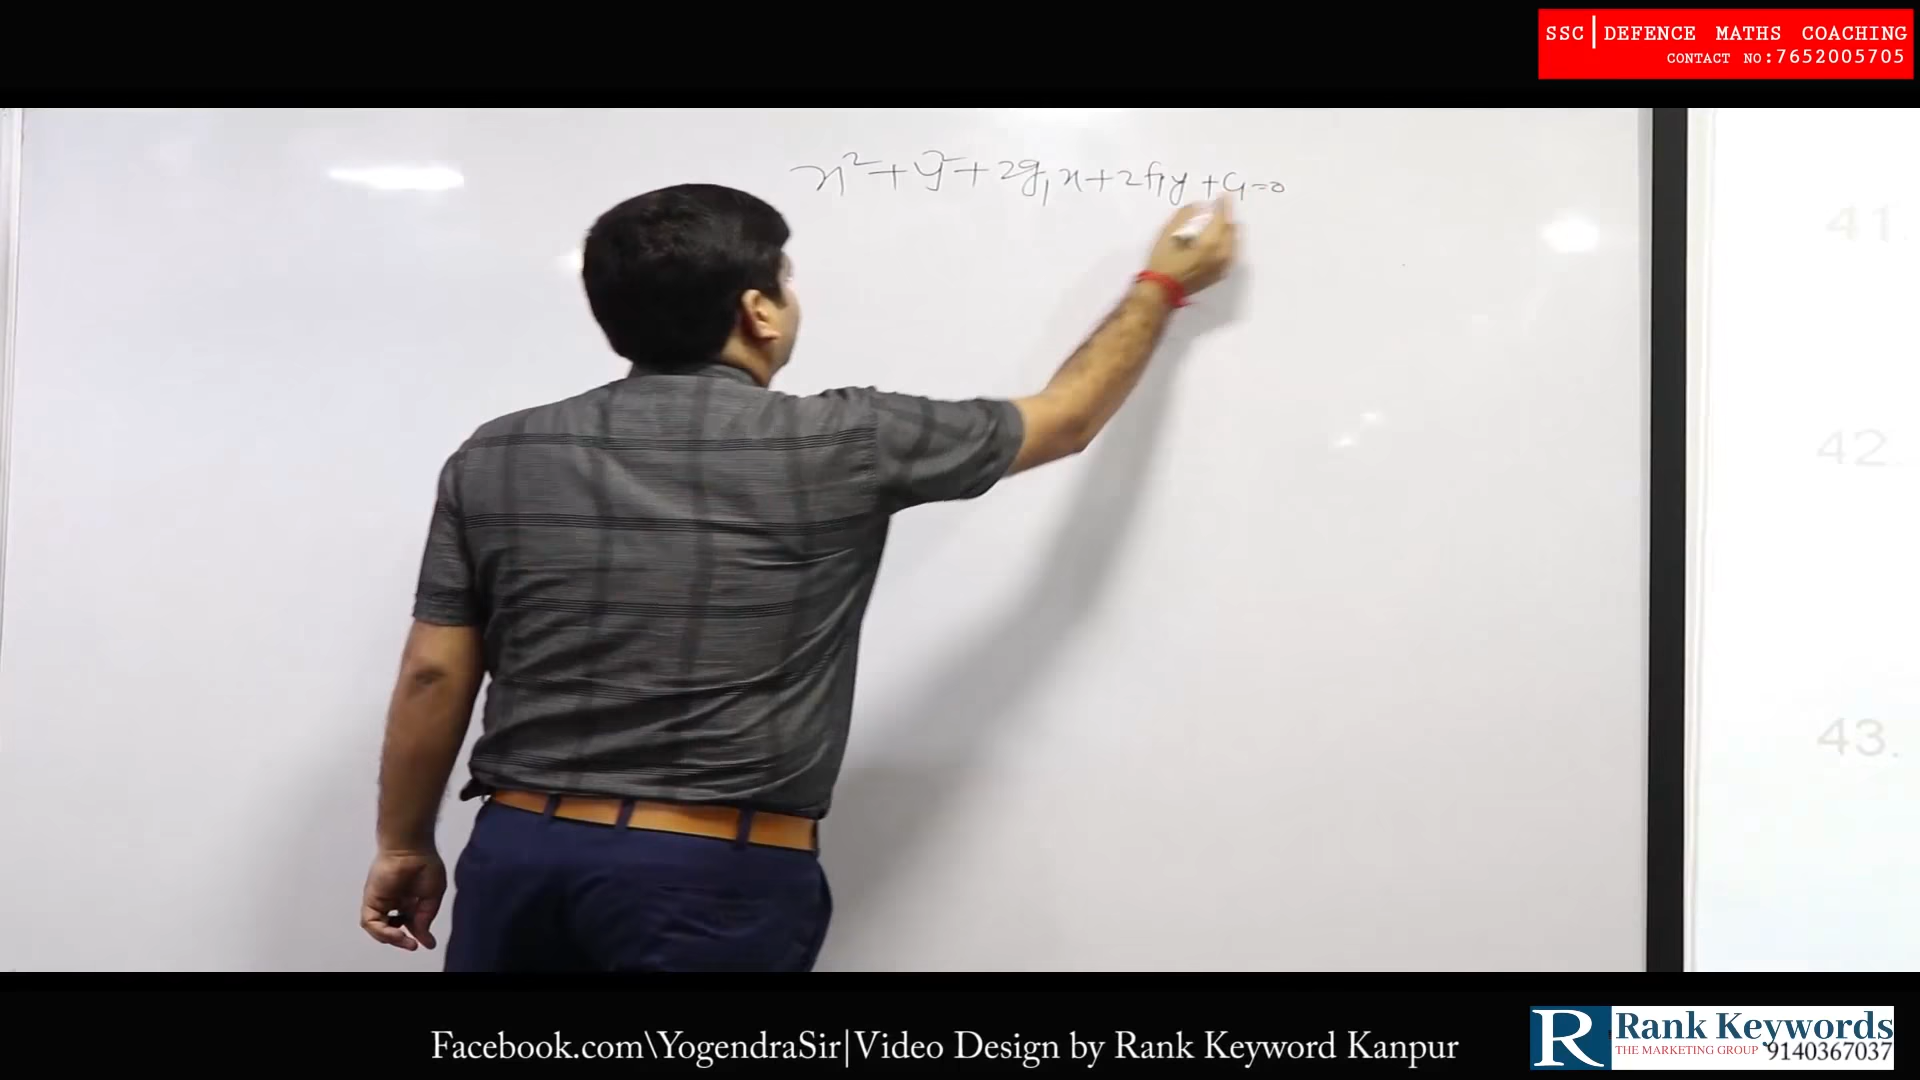 SSC|DEFENCE MATHS COACHING
CONTACT NO:7652005705
x²+y²+2g₁x+2f₁y+c₁=0
41.
42.
43.
Facebook.com\YogendraSir|Video Design by Rank Keyword Kanpur
R Rank Keywords
THE MARKETING GROUP 9140367037